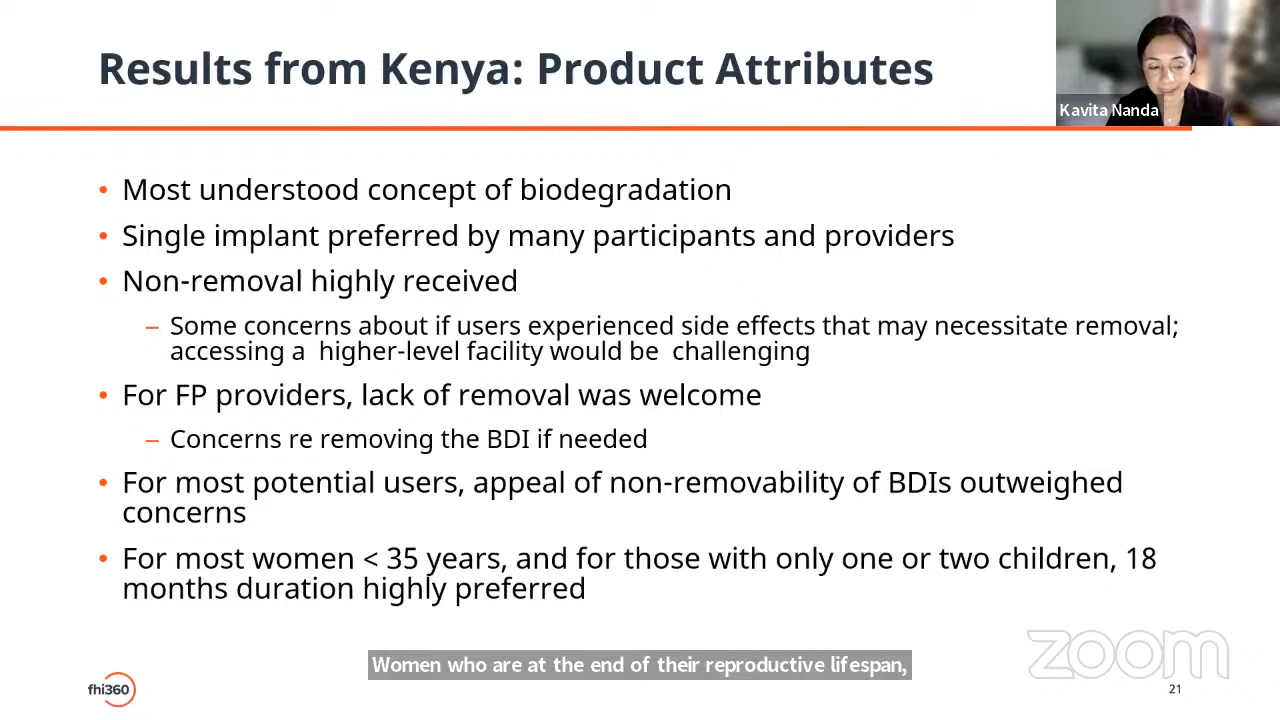 Results from Kenya: Product Attributes
Kavita Nanda
• Most understood concept of biodegradation
• Single implant preferred by many participants and providers
• Non-removal highly received
– Some concerns about if users experienced side effects that may necessitate removal;
accessing a higher-level facility would be challenging
• For FP providers, lack of removal was welcome
– Concerns re removing the BDI if needed
• For most potential users, appeal of non-removability of BDIs outweighed
concerns
• For most women < 35 years, and for those with only one or two children, 18
months duration highly preferred
Women who are at the end of their reproductive lifespan,
zoom
fhi360
21